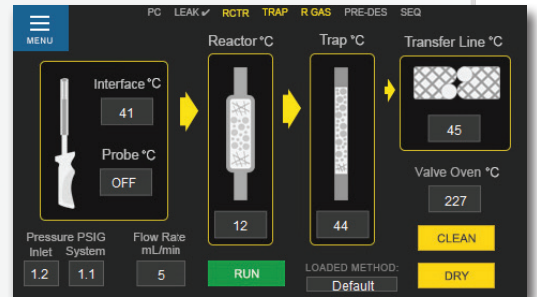 PC LEAK✔ RCTR TRAP R GAS PRE-DES SEQ
MENU
Reactor °C
Trap °C
Transfer Line °C
Interface °C
41
Probe °C
OFF
45
Valve Oven °C
227
12
44
Pressure PSIG
Inlet System
1.2 1.1
Flow Rate
mL/min
5
RUN
LOADED METHOD:
Default
CLEAN
DRY